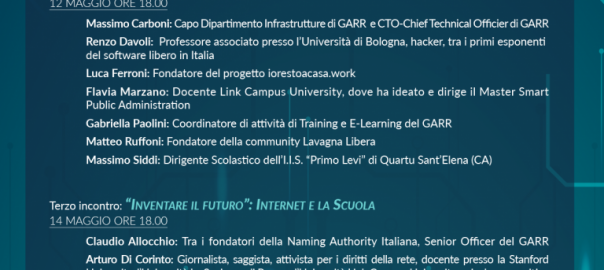 12 MAGGIO ORE 18.00
Massimo Carboni: Capo Dipartimento Infrastrutture di GARR e CTO-Chief Technical Officier di GARR
Renzo Davoli: Professore associato presso l'Università di Bologna, hacker, tra i primi esponenti
del software libero in Italia
Luca Ferroni: Fondatore del progetto iorestoacasa.work
Flavia Marzano: Docente Link Campus University, dove ha ideato e dirige il Master Smart
Public Administration
Gabriella Paolini: Coordinatore di attività di Training e E-Learning del GARR
Matteo Ruffoni: Fondatore della community Lavagna Libera
Massimo Siddi: Dirigente Scolastico dell'I.I.S. "Primo Levi" di Quartu Sant'Elena (CA)
Terzo incontro: "Inventare il futuro": Internet e la Scuola
14 MAGGIO ORE 18.00
Claudio Allocchio: Tra i fondatori della Naming Authority Italiana, Senior Officer del GARR
Arturo Di Corinto: Giornalista, saggista, attivista per i diritti della rete, docente presso la Stanford